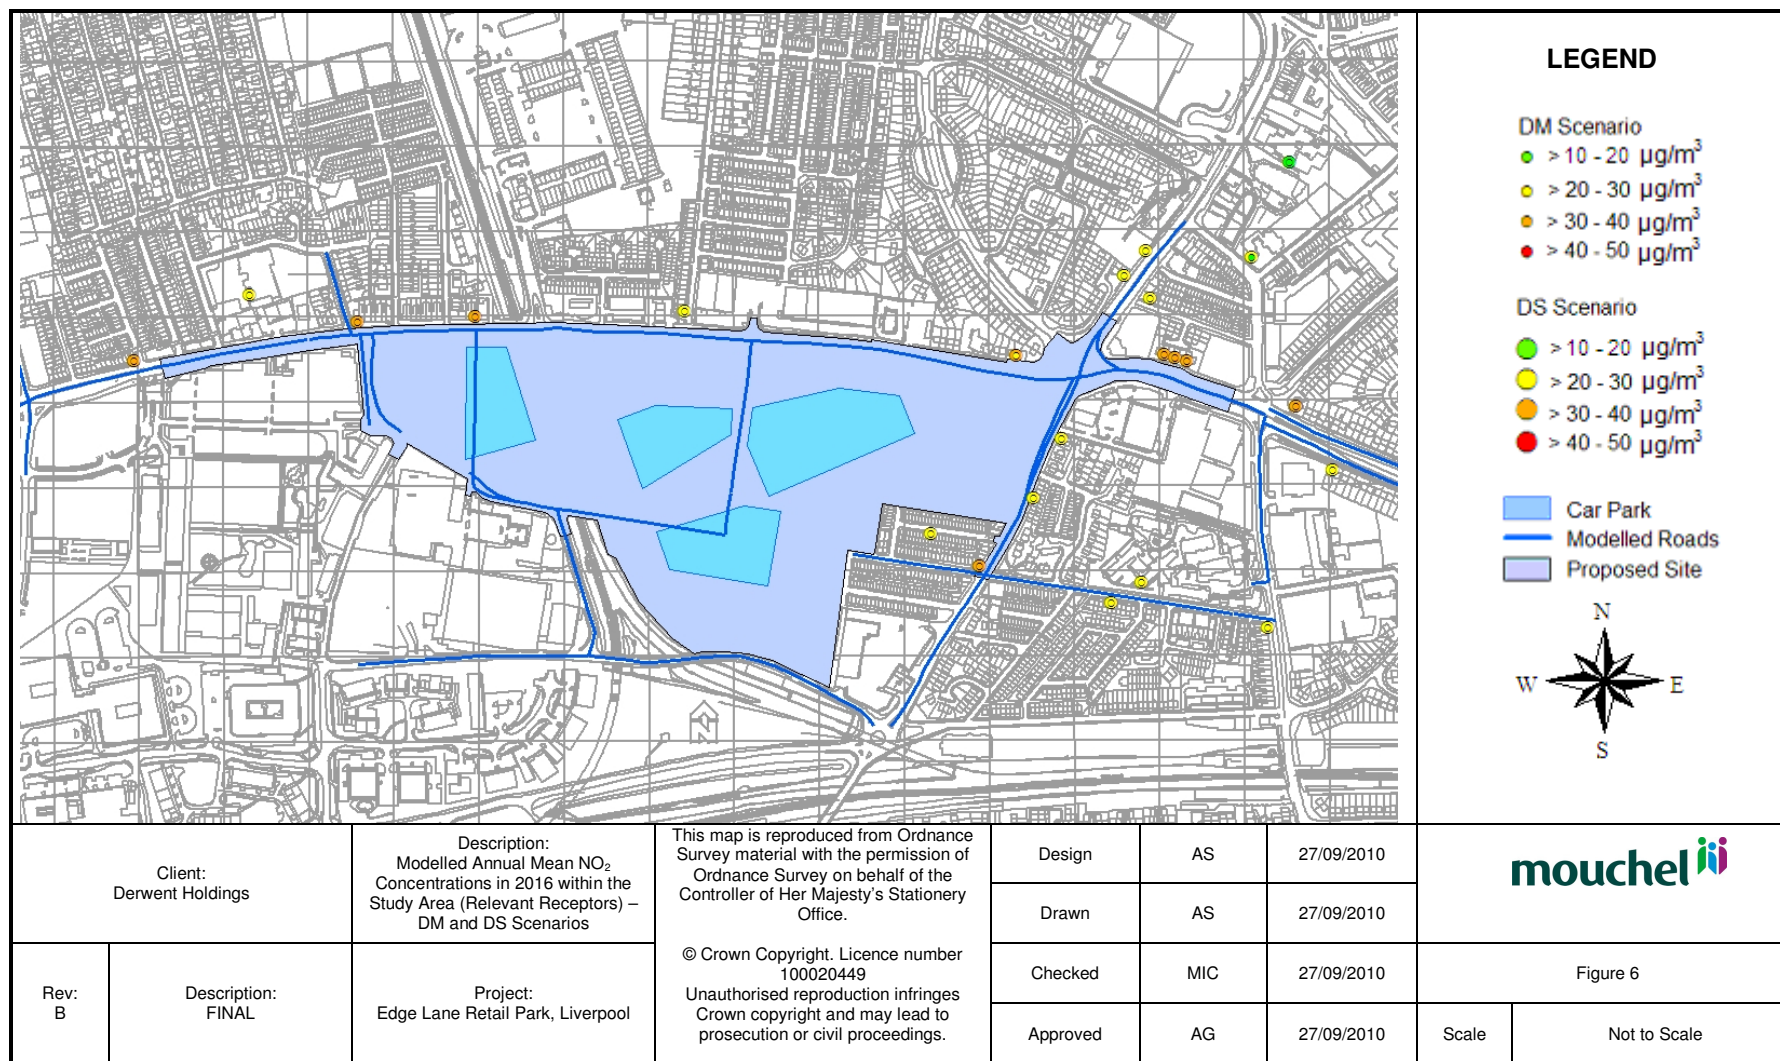 LEGEND
DM Scenario
> 10 - 20 µg/m³
> 20 - 30 µg/m³
> 30 - 40 µg/m³
> 40 - 50 µg/m³
DS Scenario
> 10 - 20 µg/m³
> 20 - 30 µg/m³
> 30 - 40 µg/m³
> 40 - 50 µg/m³
Car Park
Modelled Roads
Proposed Site
N
W E
S
Client:
Derwent Holdings
Description:
Modelled Annual Mean NO₂
Concentrations in 2016 within the
Study Area (Relevant Receptors) –
DM and DS Scenarios
This map is reproduced from Ordnance
Survey material with the permission of
Ordnance Survey on behalf of the
Controller of Her Majesty's Stationery
Office.
© Crown Copyright. Licence number
100020449
Unauthorised reproduction infringes
Crown copyright and may lead to
prosecution or civil proceedings.
Design AS 27/09/2010
Drawn AS 27/09/2010
Checked MIC 27/09/2010
Approved AG 27/09/2010
mouchel
Figure 6
Scale Not to Scale
Rev:
B
Description:
FINAL
Project:
Edge Lane Retail Park, Liverpool